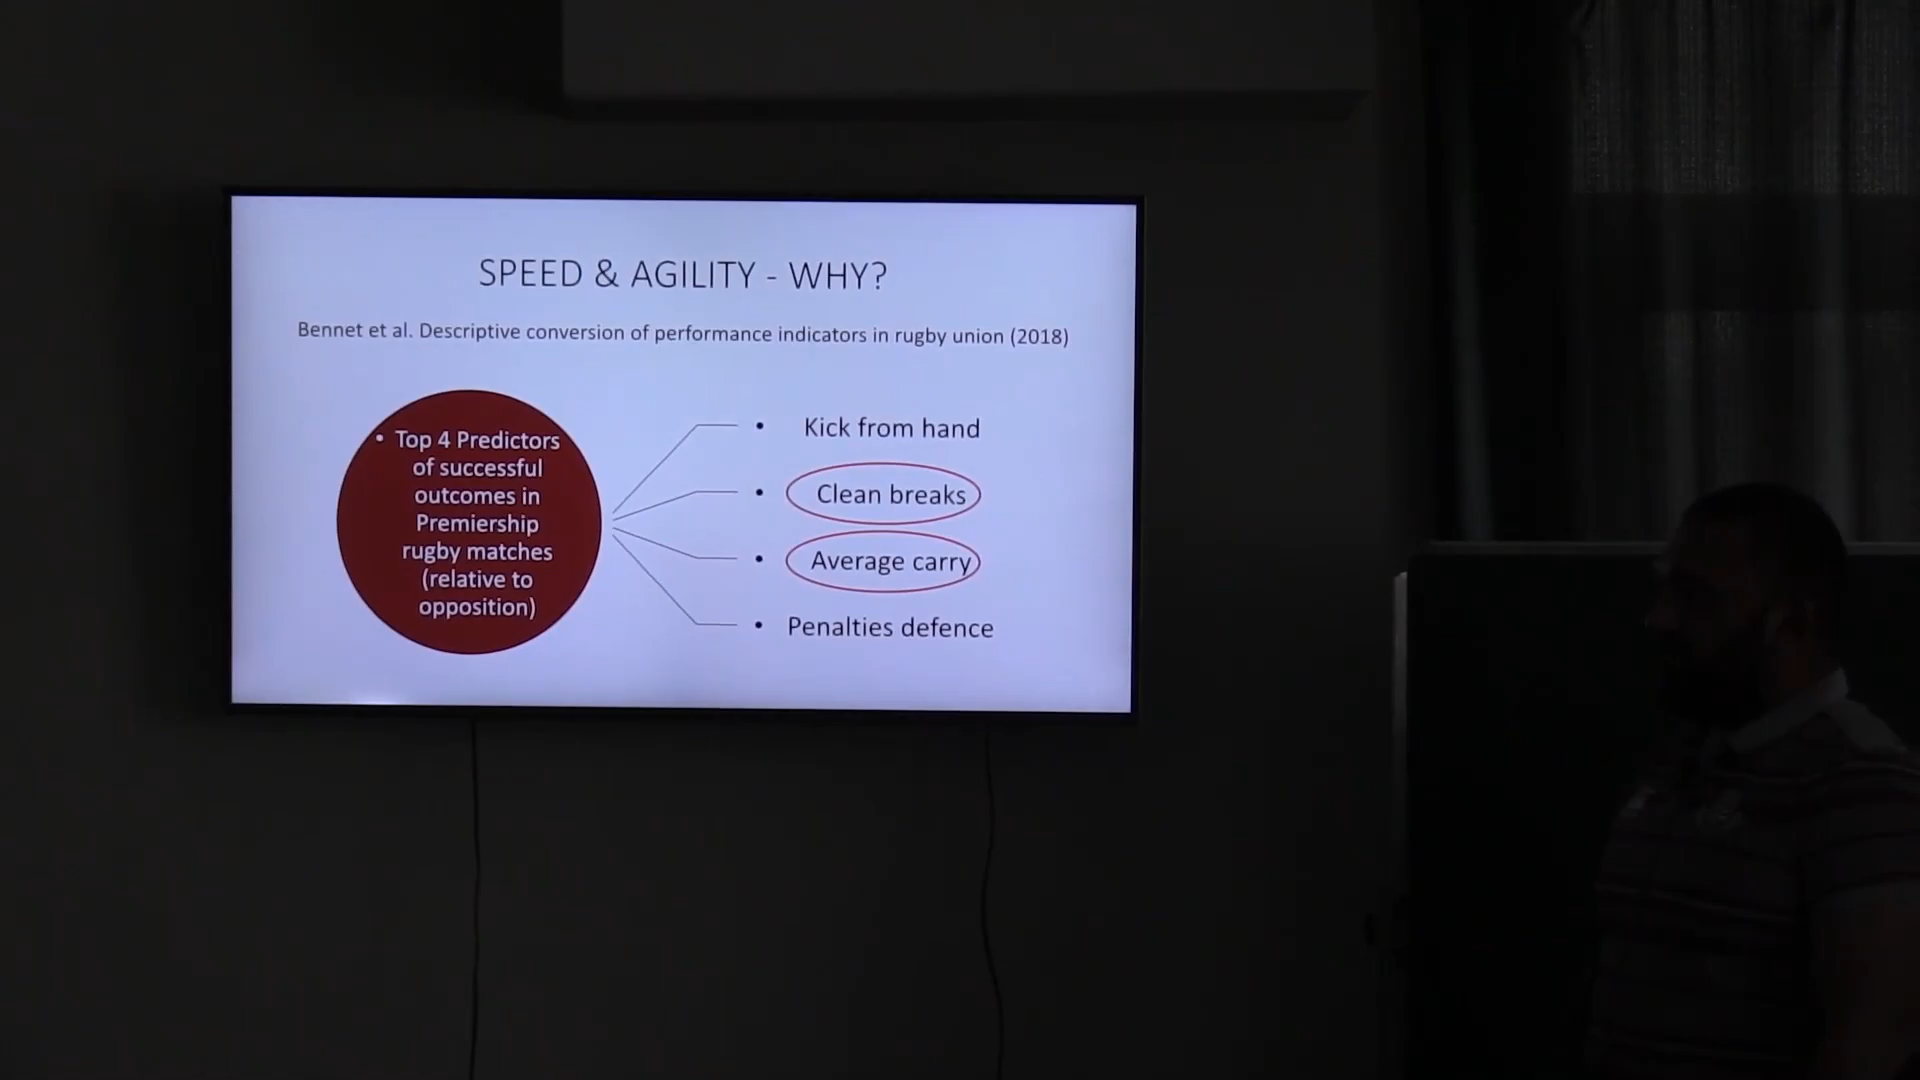 SPEED & AGILITY - WHY?
Bennet et al. Descriptive conversion of performance indicators in rugby union (2018)
• Top 4 Predictors
of successful
outcomes in
Premiership
rugby matches
(relative to
opposition)
• Kick from hand
• Clean breaks
• Average carry
• Penalties defence